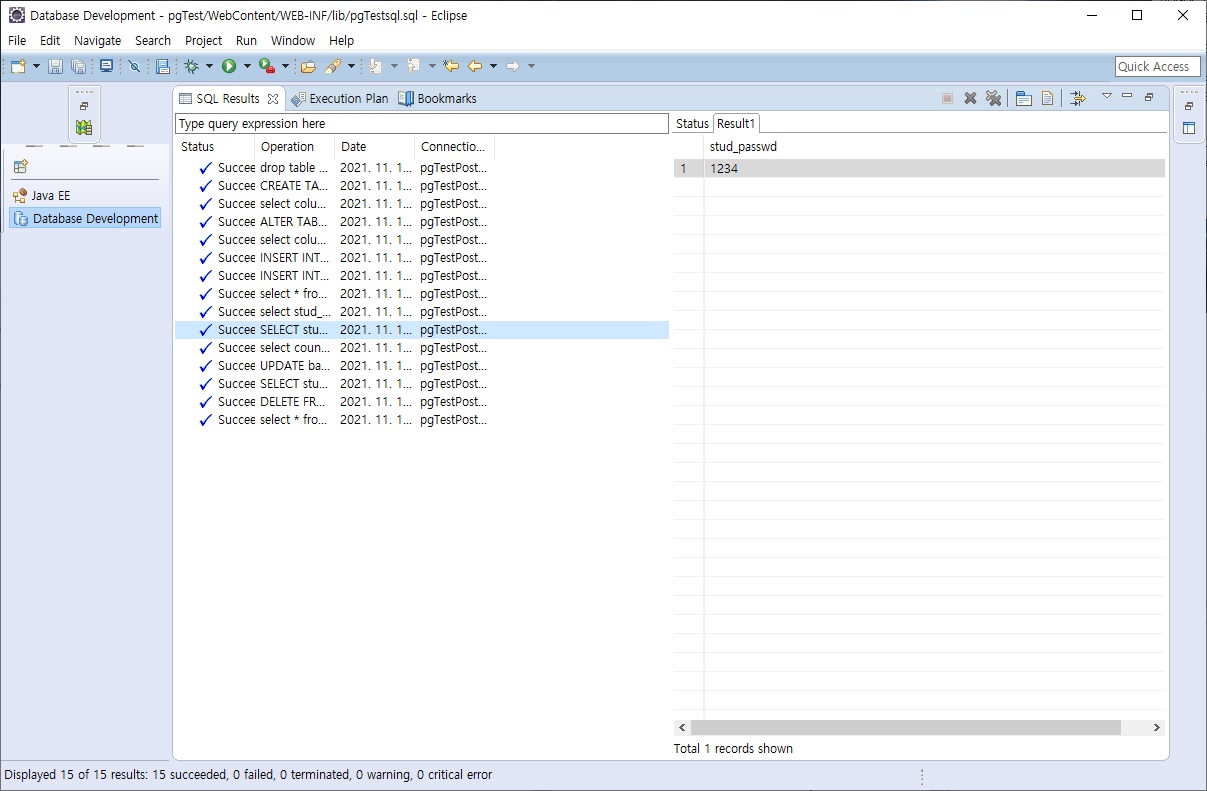 Database Development - pgTest/WebContent/WEB-INF/lib/pgTestsql.sql - Eclipse
File Edit Navigate Search Project Run Window Help
Quick Access
SQL Results Execution Plan Bookmarks
Type query expression here
Status Result1
Status Operation Date Connectio...
stud_passwd
Succee drop table ... 2021. 11. 1... pgTestPost...
1 1234
Succee CREATE TA... 2021. 11. 1... pgTestPost...
Succee select colu... 2021. 11. 1... pgTestPost...
Java EE
Succee ALTER TAB... 2021. 11. 1... pgTestPost...
Database Development
Succee select colu... 2021. 11. 1... pgTestPost...
Succee INSERT INT... 2021. 11. 1... pgTestPost...
Succee INSERT INT... 2021. 11. 1... pgTestPost...
Succee select * fro... 2021. 11. 1... pgTestPost...
Succee select stud_... 2021. 11. 1... pgTestPost...
Succee SELECT stu... 2021. 11. 1... pgTestPost...
Succee select coun... 2021. 11. 1... pgTestPost...
Succee UPDATE ba... 2021. 11. 1... pgTestPost...
Succee SELECT stu... 2021. 11. 1... pgTestPost...
Succee DELETE FR... 2021. 11. 1... pgTestPost...
Succee select * fro... 2021. 11. 1... pgTestPost...
Total 1 records shown
Displayed 15 of 15 results: 15 succeeded, 0 failed, 0 terminated, 0 warning, 0 critical error